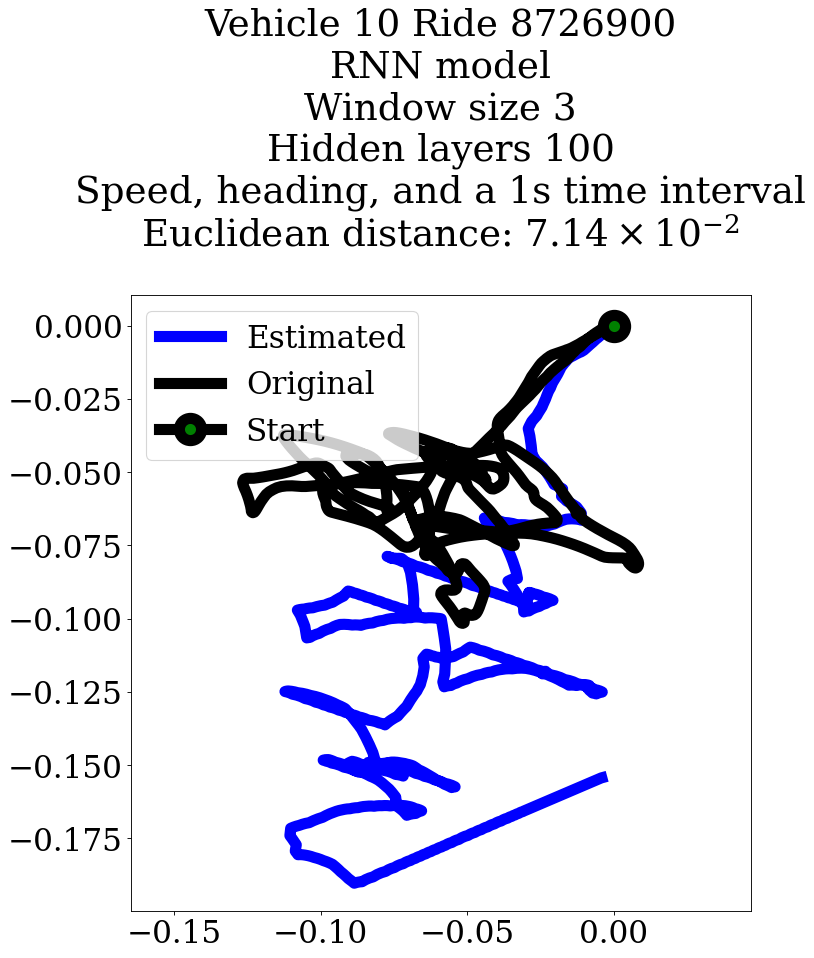 Vehicle 10 Ride 8726900
RNN model
Window size 3
Hidden layers 100
Speed, heading, and a 1s time interval
Euclidean distance: 7.14 × 10⁻²
Estimated
Original
Start
0.000
−0.025
−0.050
−0.075
−0.100
−0.125
−0.150
−0.175
−0.15 −0.10 −0.05 0.00